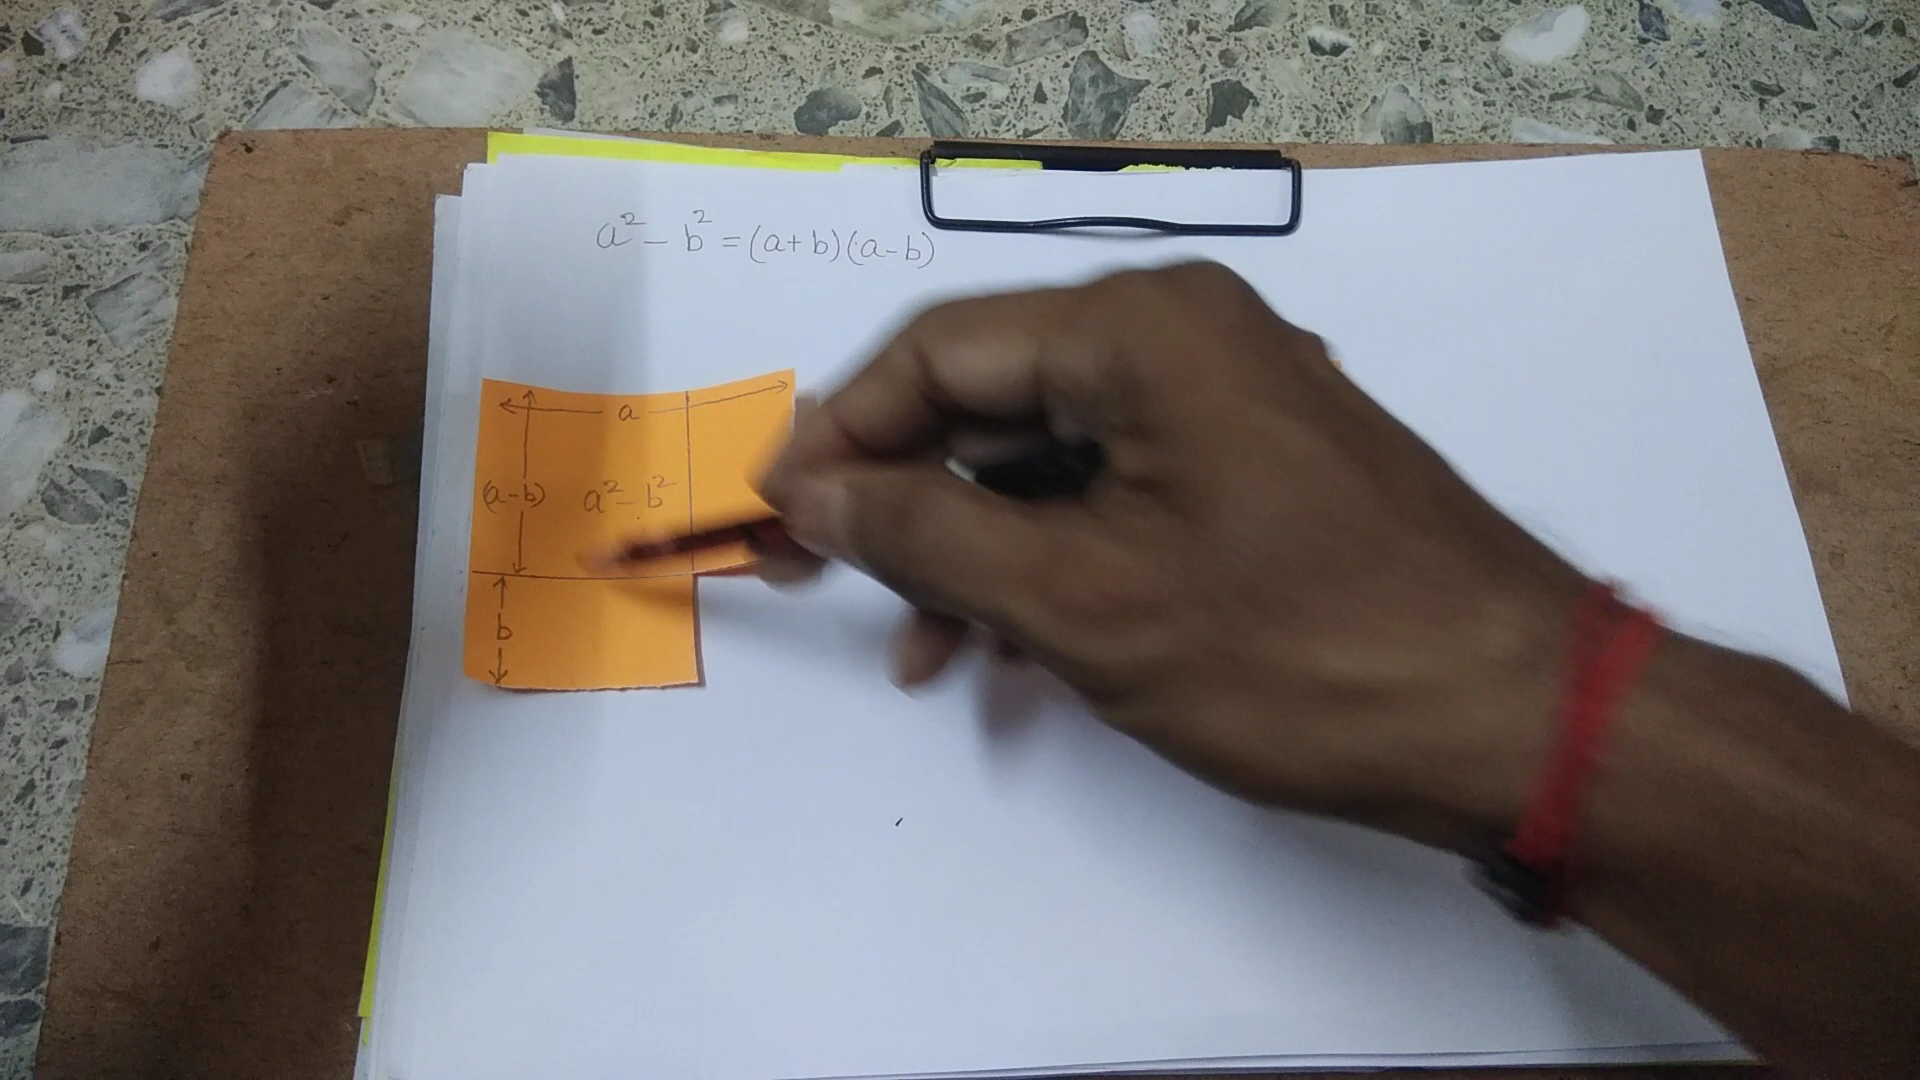 a² - b² = (a+b)(a-b)
a
(a-b) a² - b²
b